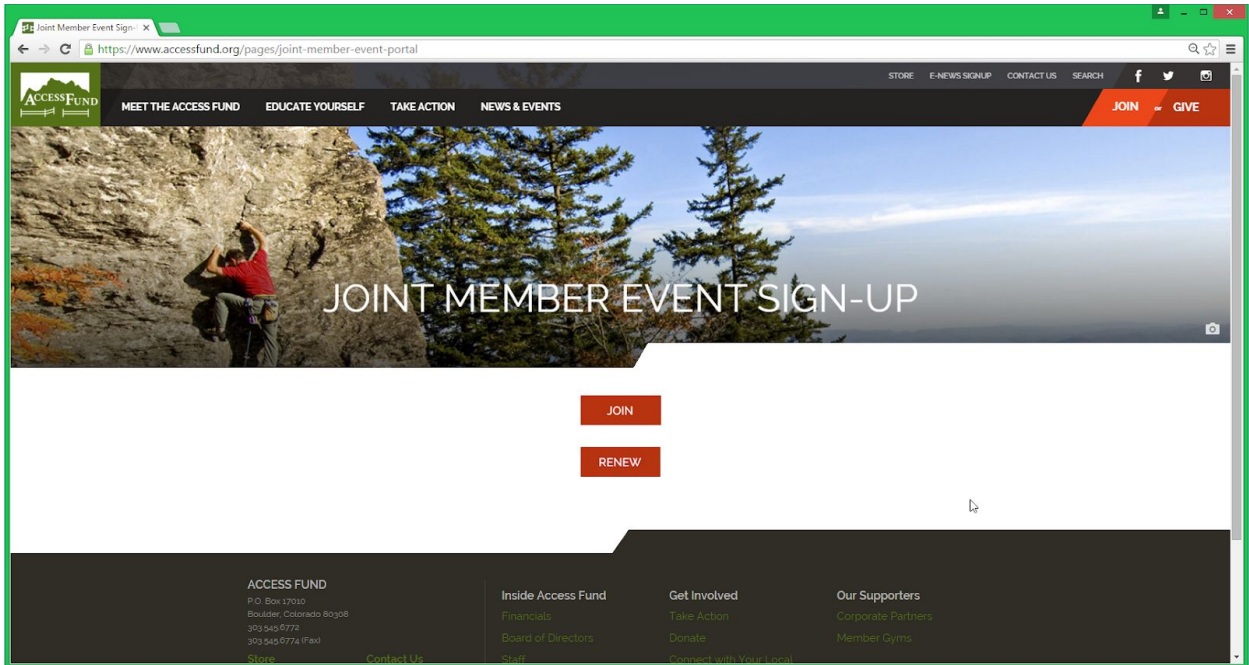 Joint Member Event Sign-
https://www.accessfund.org/pages/joint-member-event-portal
STORE E-NEWS SIGNUP CONTACT US SEARCH
ACCESSFUND
MEET THE ACCESS FUND EDUCATE YOURSELF TAKE ACTION NEWS & EVENTS JOIN or GIVE
JOINT MEMBER EVENT SIGN-UP
JOIN
RENEW
ACCESS FUND
P.O. Box 17010
Boulder, Colorado 80308
303.545.6772
303.545.6774 (Fax)
Store Contact Us
Inside Access Fund
Financials
Board of Directors
Staff
Get Involved
Take Action
Donate
Connect with Your Local
Our Supporters
Corporate Partners
Member Gyms